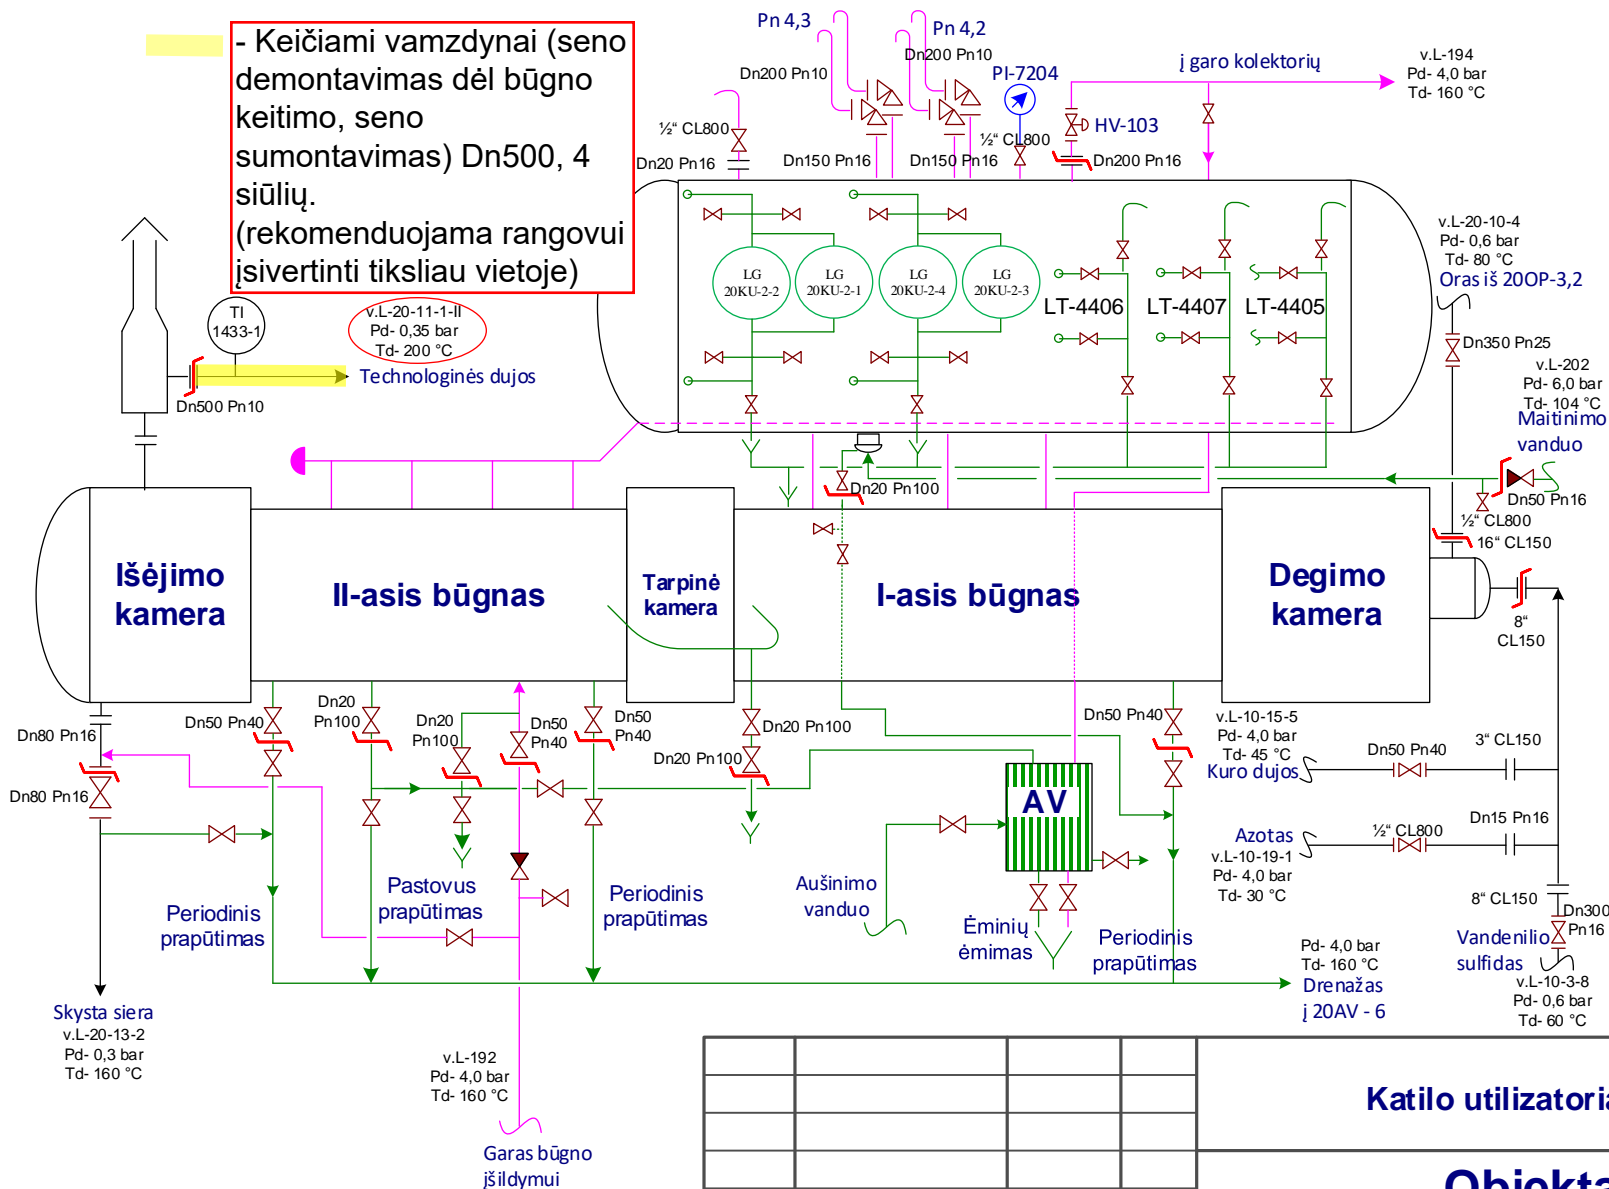 - Keičiami vamzdynai (seno
demontavimas dėl būgno
keitimo, seno
sumontavimas) Dn500, 4
siūlių.
(rekomenduojama rangovui
įsivertinti tiksliau vietoje)
Pn 4,3
Pn 4,2
Dn200 Pn10
Dn200 Pn10
PI-7204
į garo kolektorių
v.L-194
Pd- 4,0 bar
Td- 160 °C
½“ CL800
Dn20 Pn16
Dn150 Pn16
Dn150 Pn16
½“ CL800
HV-103
Dn200 Pn16
LG
20KU-2-2
LG
20KU-2-1
LG
20KU-2-4
LG
20KU-2-3
LT-4406
LT-4407
LT-4405
v.L-20-10-4
Pd- 0,6 bar
Td- 80 °C
Oras iš 20OP-3,2
Dn350 Pn25
v.L-202
Pd- 6,0 bar
Td- 104 °C
Maitinimo
vanduo
Dn50 Pn16
½“ CL800
16“ CL150
TI
1433-1
v.L-20-11-1-II
Pd- 0,35 bar
Td- 200 °C
Technologinės dujos
Dn500 Pn10
Dn20 Pn100
Išėjimo
kamera
II-asis būgnas
Tarpinė
kamera
I-asis būgnas
Degimo
kamera
8“
CL150
Dn80 Pn16
Dn80 Pn16
Dn50 Pn40
Dn20
Pn100
Dn20
Pn100
Dn50
Pn40
Dn50
Pn40
Dn20 Pn100
Dn20 Pn100
Dn50 Pn40
v.L-10-15-5
Pd- 4,0 bar
Td- 45 °C
Kuro dujos
Dn50 Pn40
3“ CL150
AV
Azotas
v.L-10-19-1
Pd- 4,0 bar
Td- 30 °C
½“ CL800
Dn15 Pn16
8“ CL150
Dn300
Pn16
Vandenilio
sulfidas
v.L-10-3-8
Pd- 0,6 bar
Td- 60 °C
Periodinis
prapūtimas
Pastovus
prapūtimas
Periodinis
prapūtimas
Aušinimo
vanduo
Ėminių
ėmimas
Periodinis
prapūtimas
Pd- 4,0 bar
Td- 160 °C
Drenažas
į 20AV - 6
Skysta siera
v.L-20-13-2
Pd- 0,3 bar
Td- 160 °C
v.L-192
Pd- 4,0 bar
Td- 160 °C
Garas būgno
įšildymui
Katilo utilizatoria
Objekta